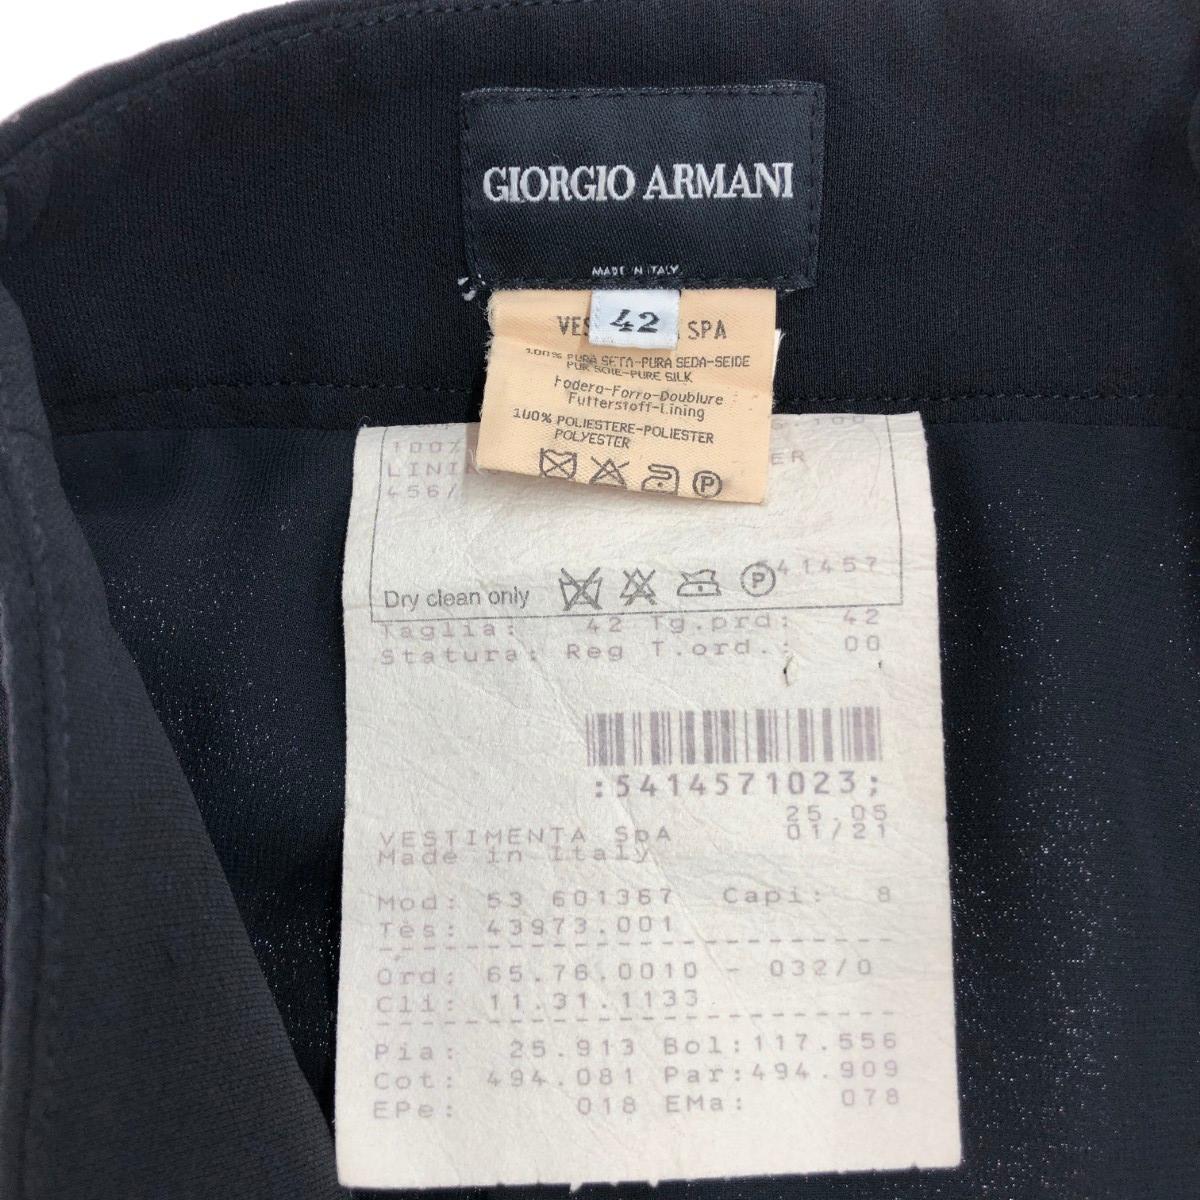 GIORGIO ARMANI
MADE IN ITALY
42
SPA
100% PURA SETA-PURA SEDA-SEIDE
PUR SOIE-PURE SILK
Fodero-Forro-Doublure
Futterstoff-Lining
100% POLIESTERE-POLIESTER
POLYESTER
P
100%
456/
541457
Dry clean only P
Taglia: 42 Tg.prd: 42
Statura: Reg T.ord.: 00
:5414571023;
25.05
VESTIMENTA SpA 01/21
Made in Italy
Mod: 53 601367 Capi: 8
Tes: 43973.001
Ord: 65.76.0010 - 032/0
Cli: 11.31.1133
Pia: 25.913 Bol:117.556
Cot: 494.081 Par:494.909
EPe: 018 EMa: 078